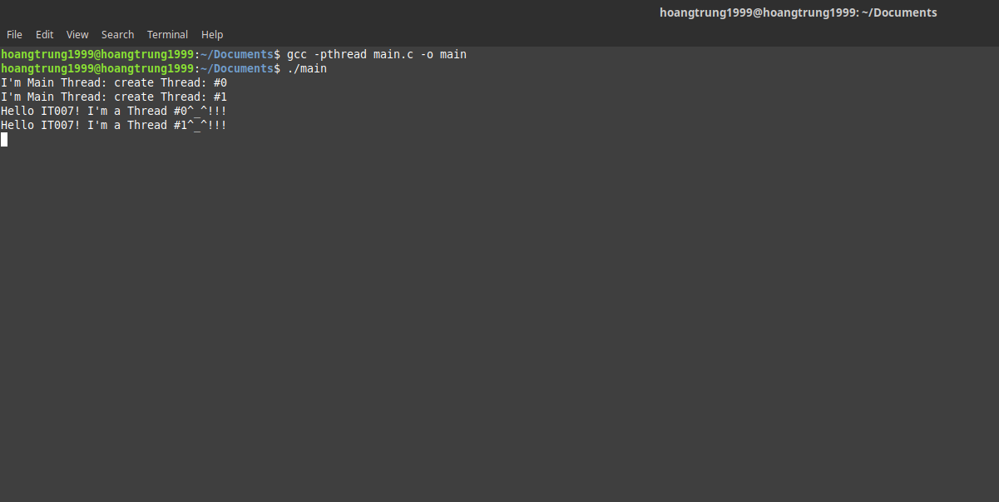 hoangtrung1999@hoangtrung1999: ~/Documents
File Edit View Search Terminal Help
hoangtrung1999@hoangtrung1999:~/Documents$ gcc -pthread main.c -o main
hoangtrung1999@hoangtrung1999:~/Documents$ ./main
I'm Main Thread: create Thread: #0
I'm Main Thread: create Thread: #1
Hello IT007! I'm a Thread #0^_^!!!
Hello IT007! I'm a Thread #1^_^!!!